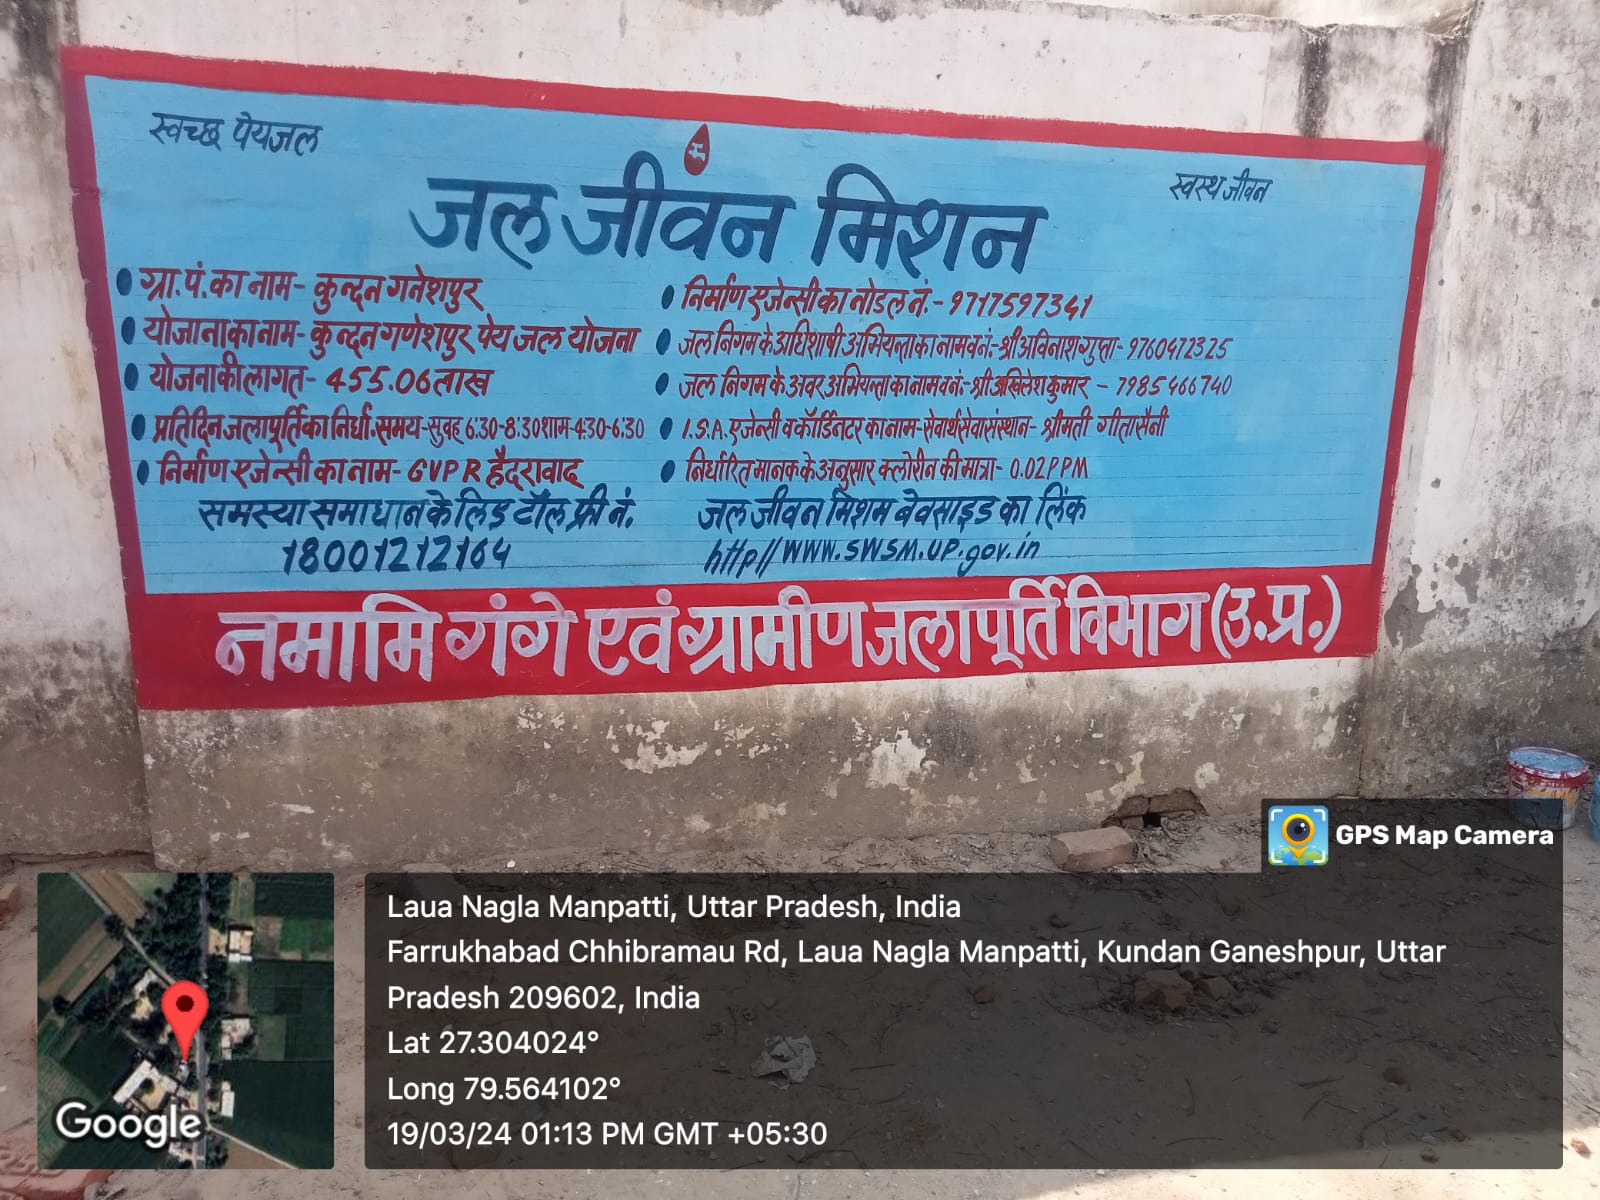 स्वच्छ पेयजल
स्वस्थ जीवन
जल जीवन मिशन
ग्रा.पं.का नाम- कुन्दन गनेशपुर
योजानाका नाम- कुन्दन गणेशपुर पेय जल योजना
योजनाकी लागत- 455.06 लाख
प्रतिदिन जलापूर्तिका निर्धा.समय-सुवह 6:30-8:30 शाम-4:30-6:30
निर्माण एजेन्सी का नाम- GVPR हैदरावाद
समस्या समाधान के लिड टॉल फ्री नं.
18001212164
निर्माण एजेन्सी का नोडल नं.- 9717597341
जल निगम के अधिशाषी अभियन्ता का नाम व नं.-श्री अविनाश गुप्ता- 9760472325
जल निगम के अवर अभियन्ता का नाम व नं.-श्री अखिलेश कुमार - 7985466740
I.S.A. एजेन्सी व कॉर्डिनेटर का नाम-सेवार्थ सेवा संस्थान- श्रीमती गीता सैनी
निर्धारित मानक के अनुसार क्लोरीन की मात्रा- 0.02PPM
जल जीवन मिशम वेवसाइड का लिंक
http//www.swsm.up.gov.in
नमामि गंगे एवं ग्रामीण जलापूर्ति विभाग (उ.प्र.)
GPS Map Camera
Laua Nagla Manpatti, Uttar Pradesh, India
Farrukhabad Chhibramau Rd, Laua Nagla Manpatti, Kundan Ganeshpur, Uttar
Pradesh 209602, India
Lat 27.304024°
Long 79.564102°
19/03/24 01:13 PM GMT +05:30
Google